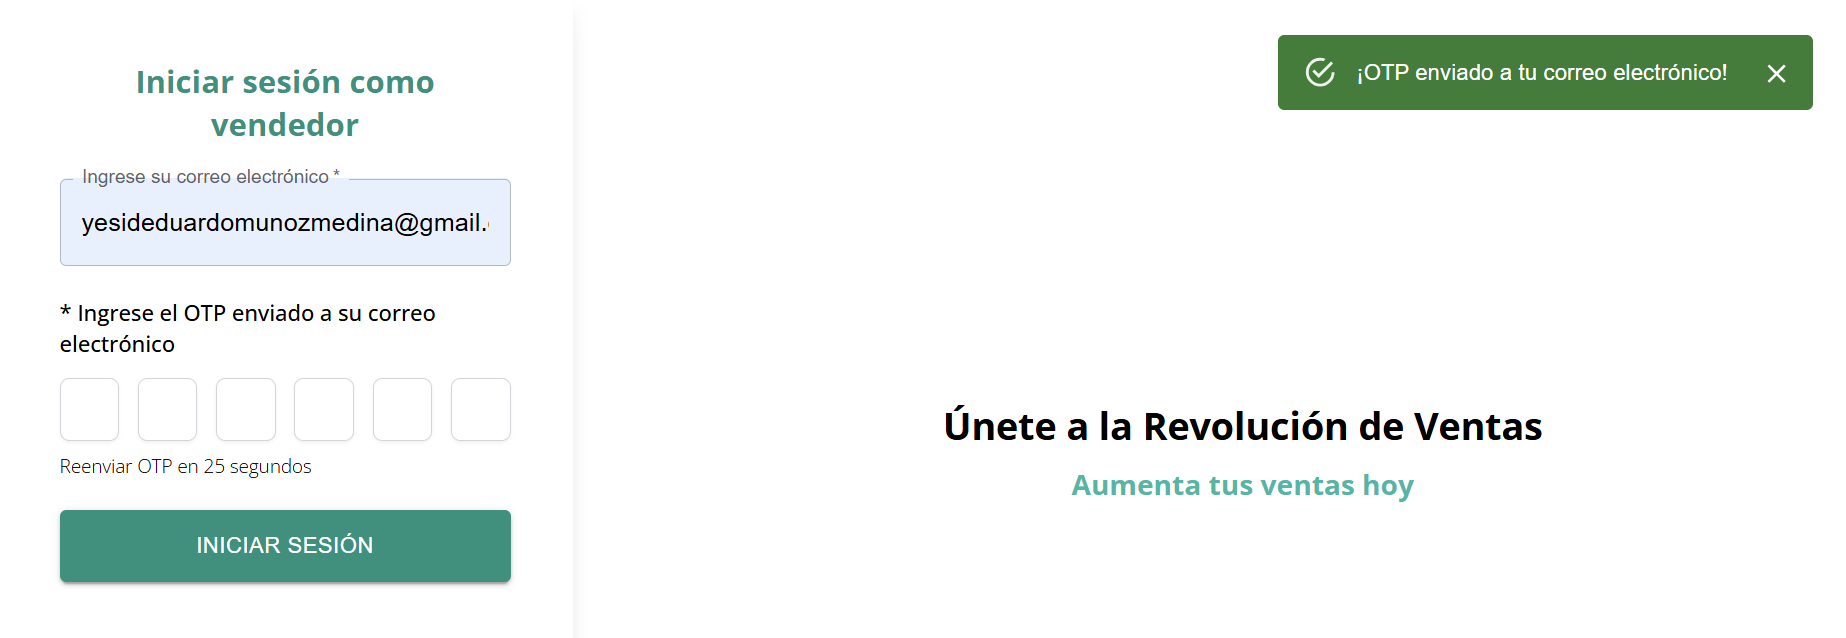 Iniciar sesión como
vendedor
Ingrese su correo electrónico *
yesideduardomunozmedina@gmail.
* Ingrese el OTP enviado a su correo
electrónico
Reenviar OTP en 25 segundos
INICIAR SESIÓN
¡OTP enviado a tu correo electrónico!
Únete a la Revolución de Ventas
Aumenta tus ventas hoy